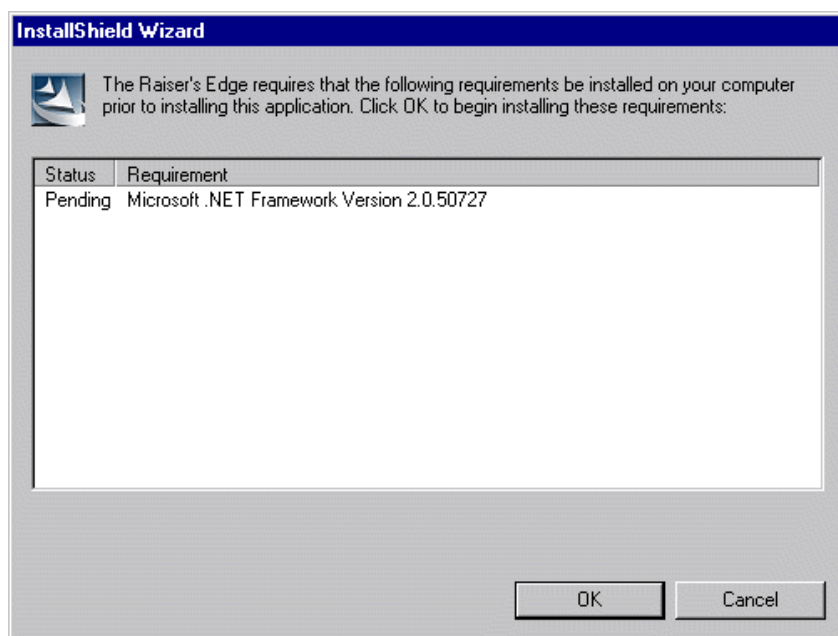 InstallShield Wizard
The Raiser's Edge requires that the following requirements be installed on your computer
prior to installing this application. Click OK to begin installing these requirements:
Status Requirement
Pending Microsoft .NET Framework Version 2.0.50727
OK Cancel